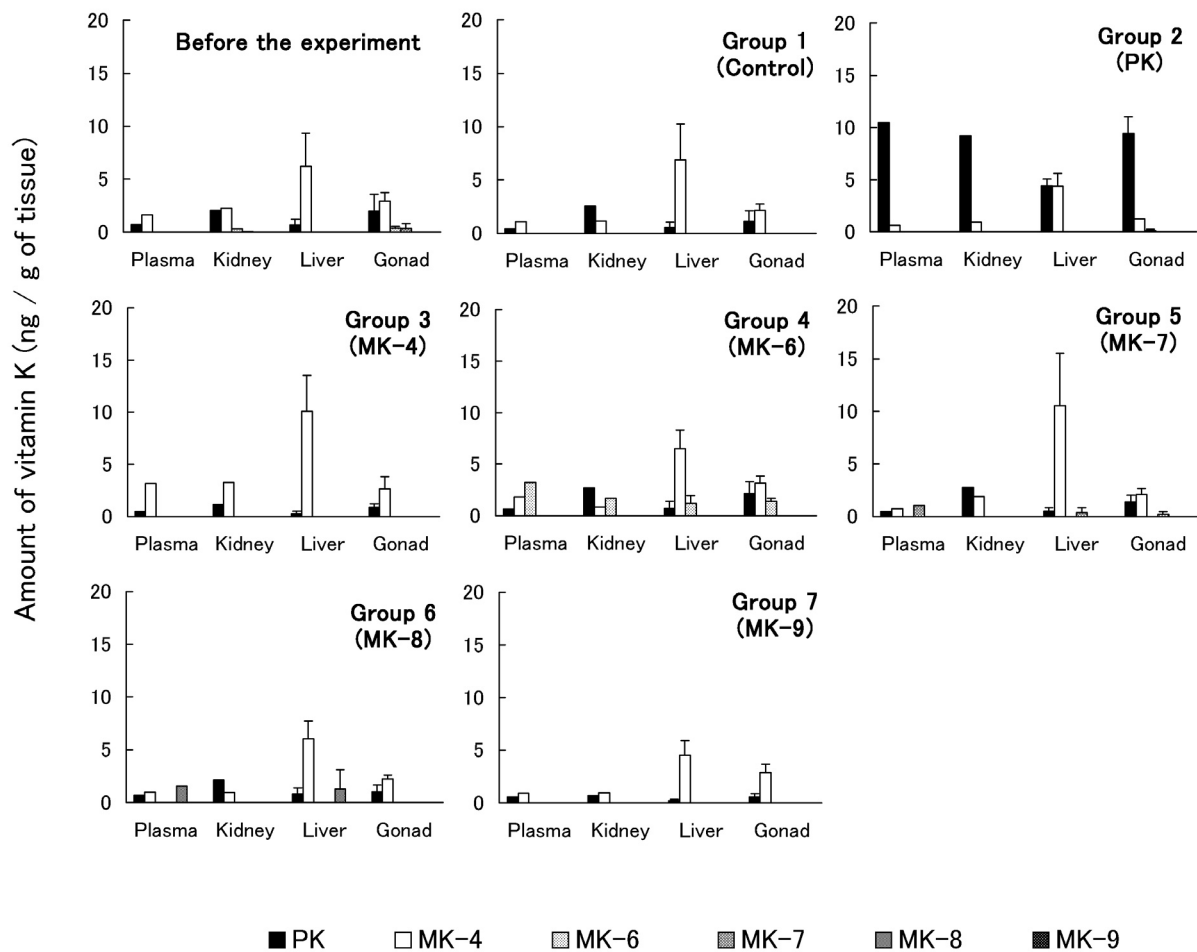 Amount of vitamin K (ng / g of tissue)
Before the experiment
20
15
10
5
0
Plasma Kidney Liver Gonad
Group 1
(Control)
20
15
10
5
0
Plasma Kidney Liver Gonad
Group 2
(PK)
20
15
10
5
0
Plasma Kidney Liver Gonad
Group 3
(MK-4)
20
15
10
5
0
Plasma Kidney Liver Gonad
Group 4
(MK-6)
20
15
10
5
0
Plasma Kidney Liver Gonad
Group 5
(MK-7)
20
15
10
5
0
Plasma Kidney Liver Gonad
Group 6
(MK-8)
20
15
10
5
0
Plasma Kidney Liver Gonad
Group 7
(MK-9)
20
15
10
5
0
Plasma Kidney Liver Gonad
PK MK-4 MK-6 MK-7 MK-8 MK-9